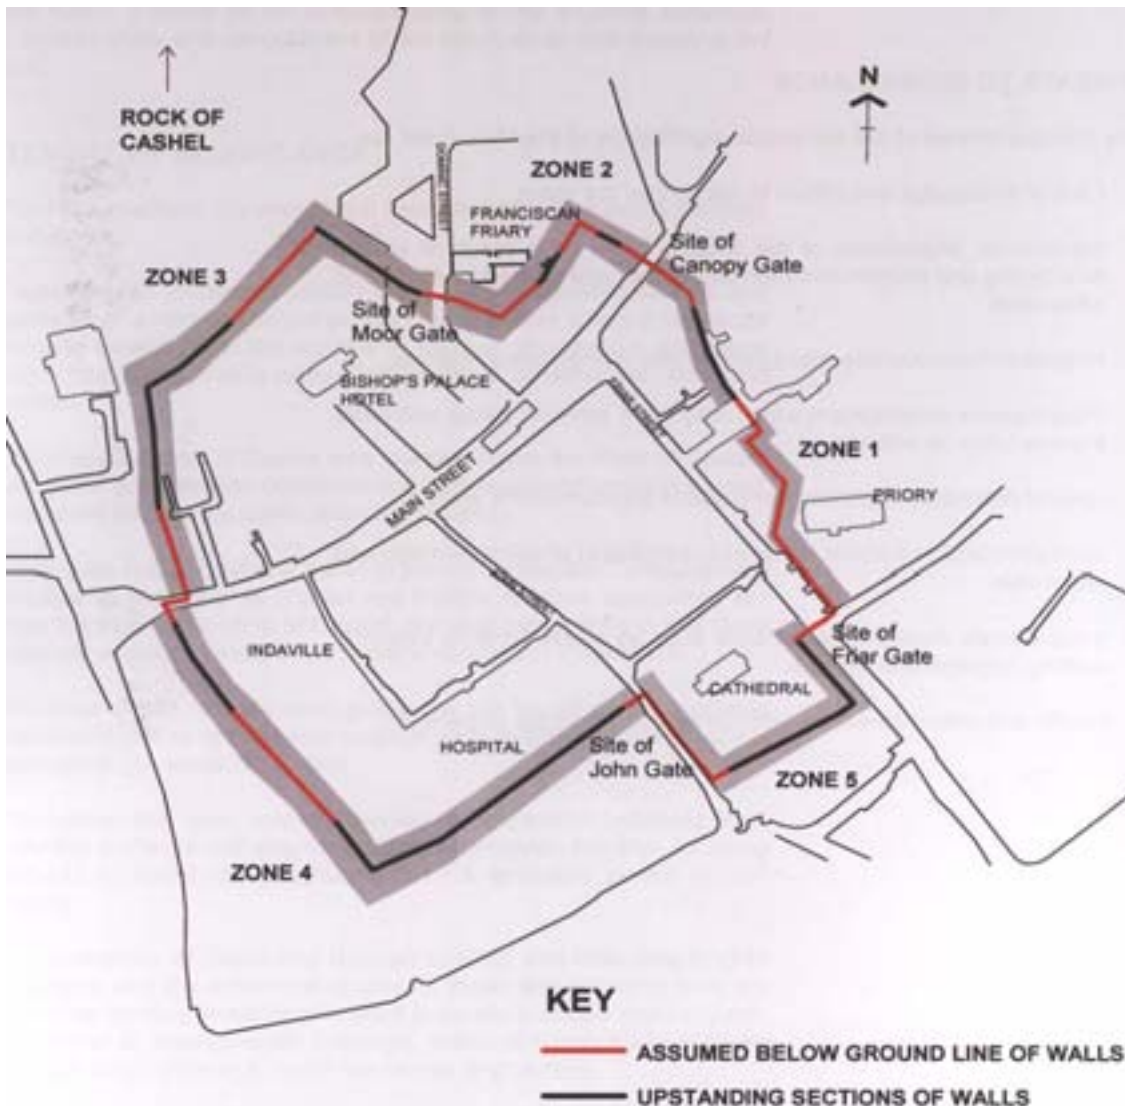 ROCK OF
CASHEL
N
ZONE 2
DOMINIC STREET
FRANCISCAN
FRIARY
Site of
Canopy Gate
ZONE 3
Site of
Moor Gate
BISHOP'S PALACE
HOTEL
ZONE 1
MAIN STREET
PRIORY
INDAVILLE
Site of
Friar Gate
CATHEDRAL
HOSPITAL
Site of
John Gate
ZONE 5
ZONE 4
KEY
ASSUMED BELOW GROUND LINE OF WALLS
UPSTANDING SECTIONS OF WALLS